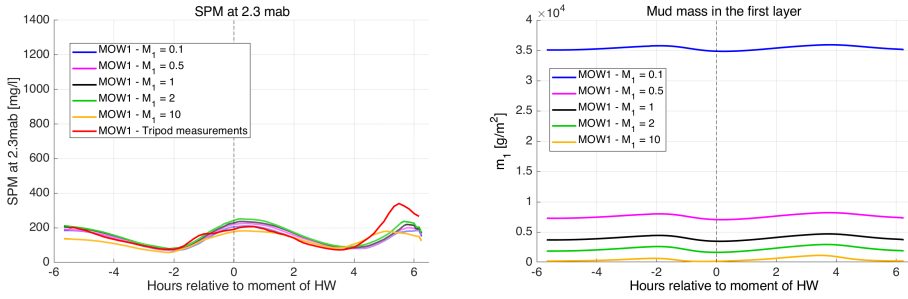 SPM at 2.3 mab
1400
1200
1000
800
600
400
200
0
SPM at 2.3mab [mg/l]
MOW1 - M1 = 0.1
MOW1 - M1 = 0.5
MOW1 - M1 = 1
MOW1 - M1 = 2
MOW1 - M1 = 10
MOW1 - Tripod measurements
-6 -4 -2 0 2 4 6
Hours relative to moment of HW
Mud mass in the first layer
×10^4
4
3.5
3
2.5
2
1.5
1
0.5
0
m1 [g/m2]
MOW1 - M1 = 0.1
MOW1 - M1 = 0.5
MOW1 - M1 = 1
MOW1 - M1 = 2
MOW1 - M1 = 10
-6 -4 -2 0 2 4 6
Hours relative to moment of HW